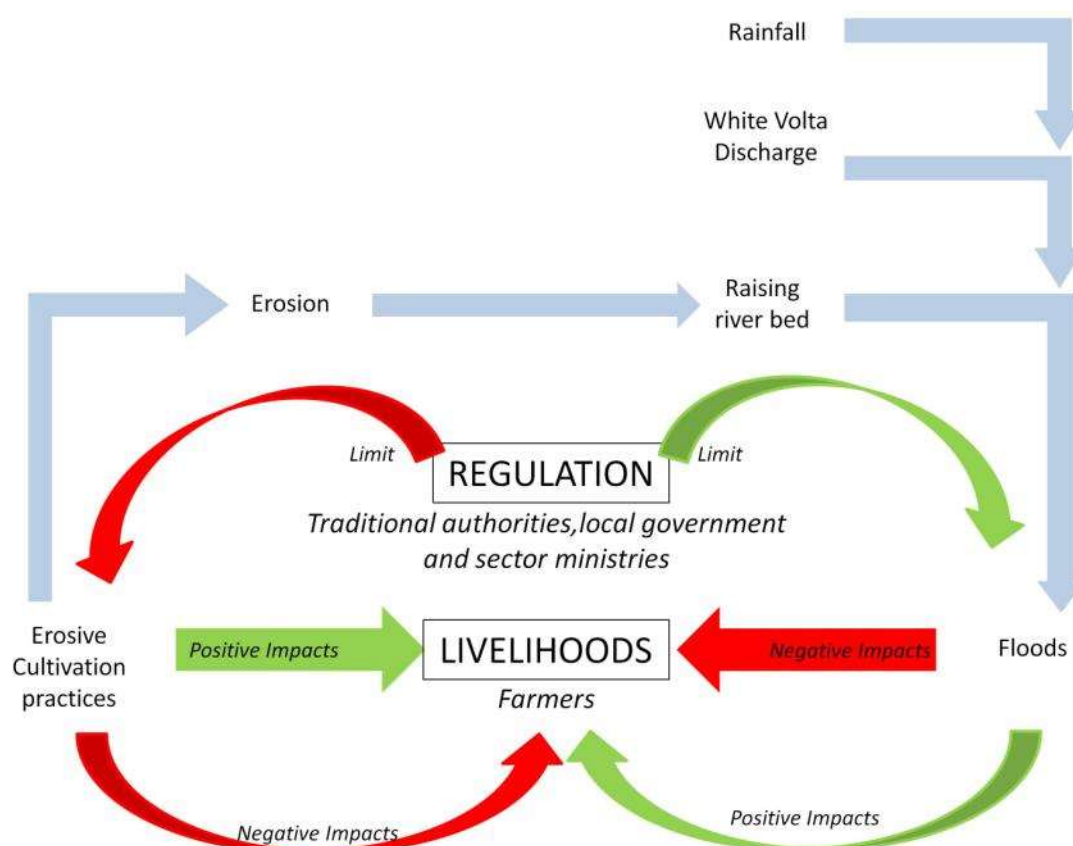 Rainfall
White Volta
Discharge
Erosion
Raising
river bed
Limit
REGULATION
Limit
Traditional authorities,local government
and sector ministries
Erosive
Cultivation
practices
Positive Impacts
LIVELIHOODS
Negative Impacts
Floods
Farmers
Negative Impacts
Positive Impacts